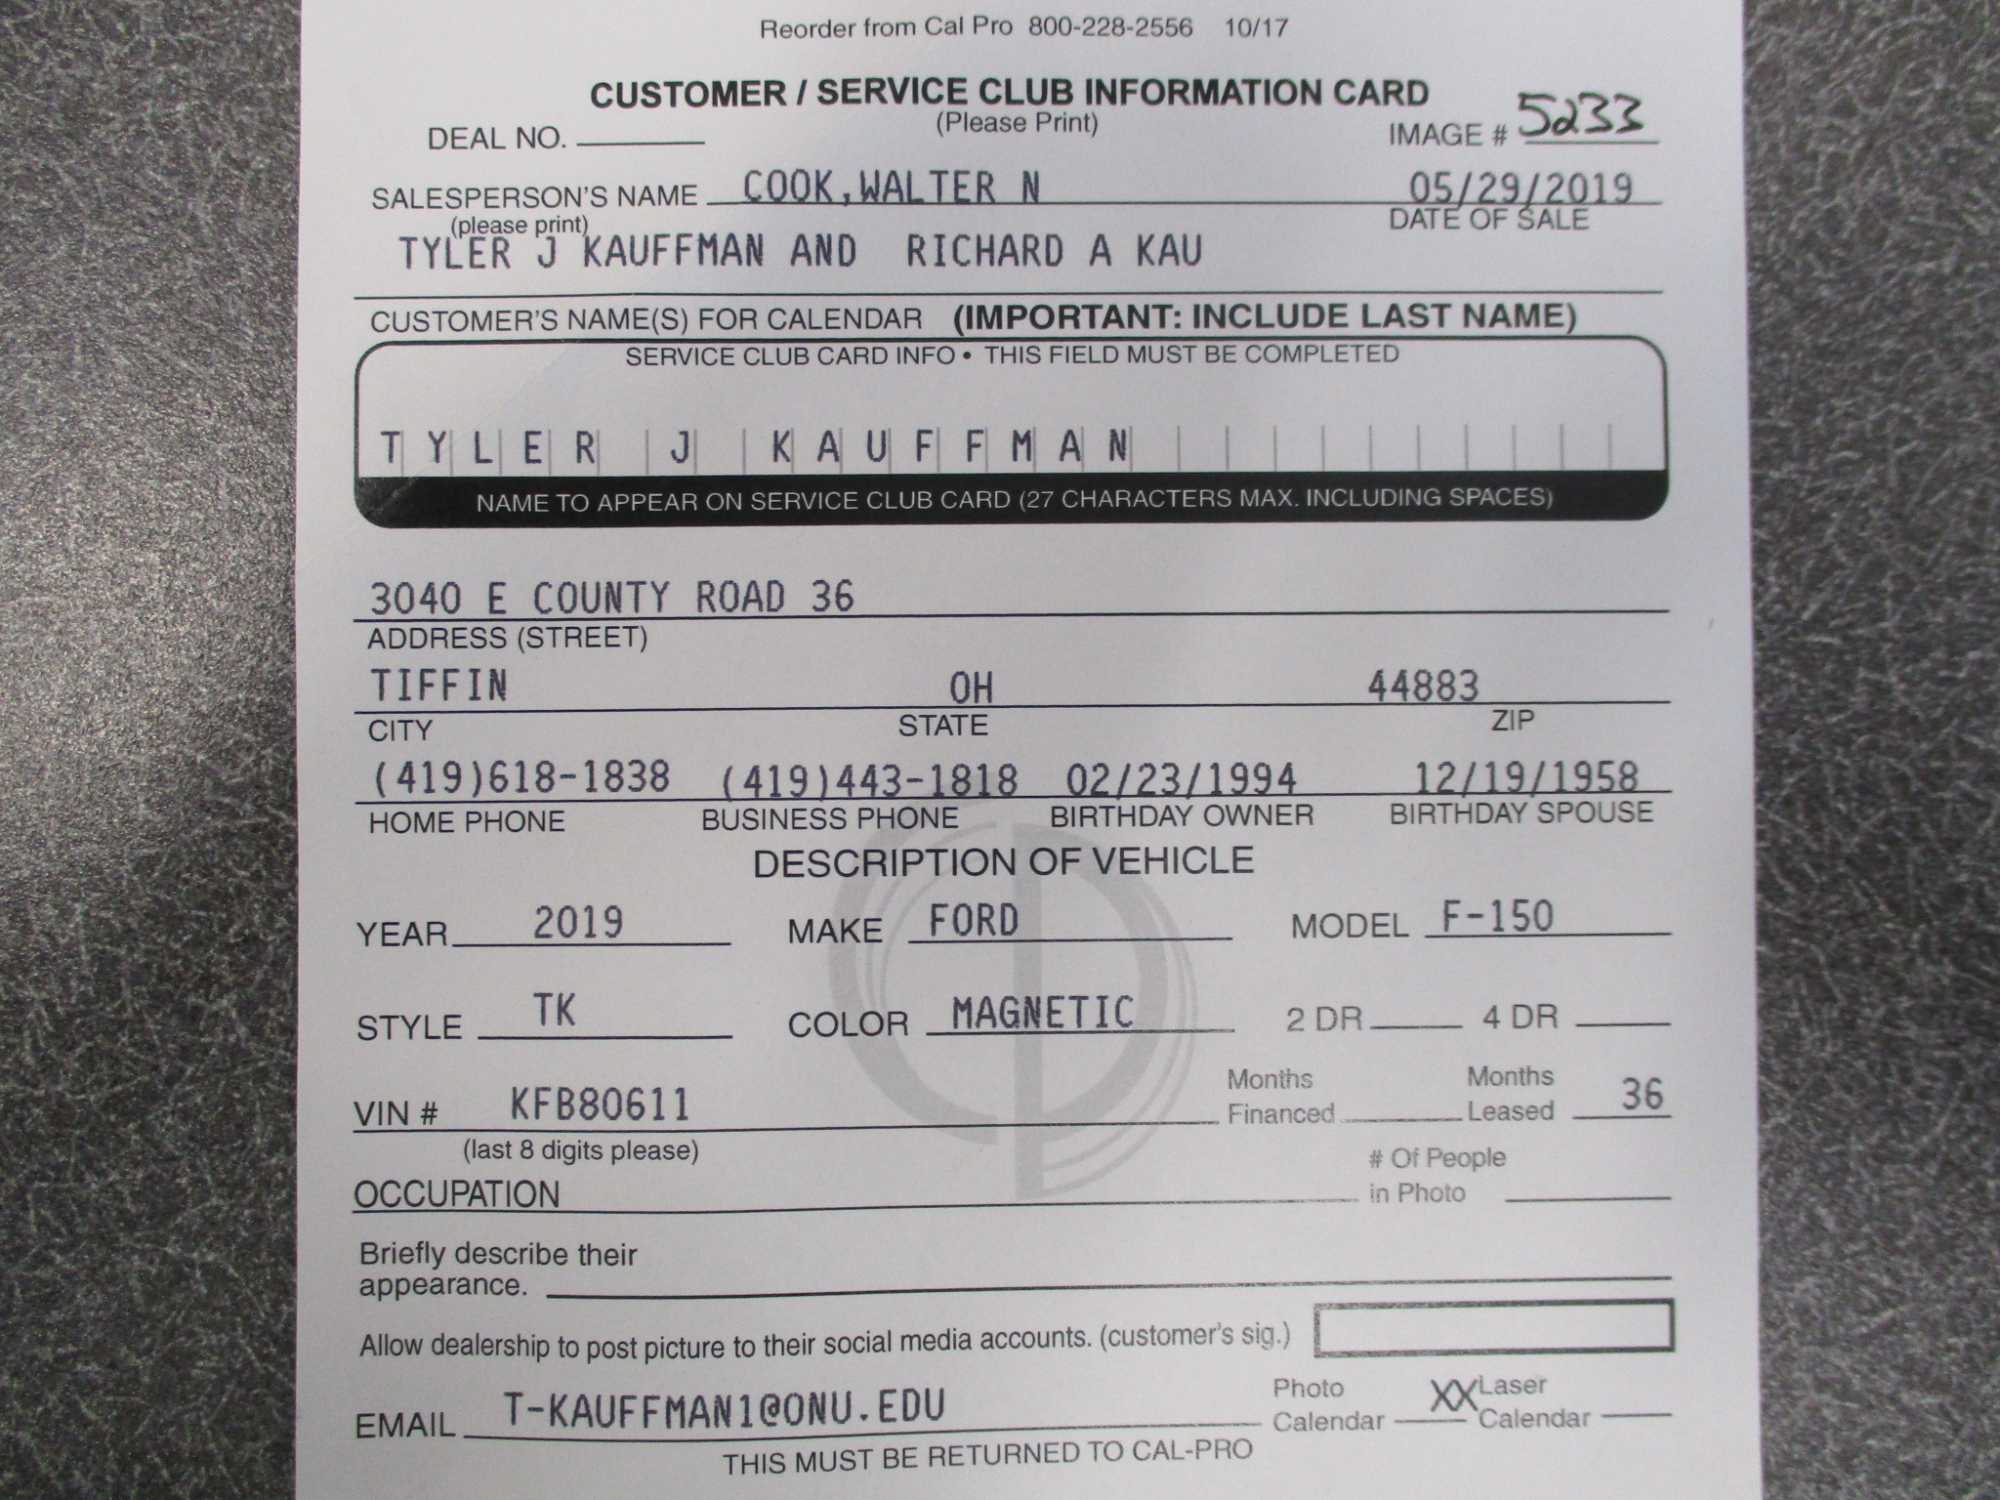 Reorder from Cal Pro 800-228-2556 10/17
CUSTOMER / SERVICE CLUB INFORMATION CARD
(Please Print)
DEAL NO. IMAGE # 5233
SALESPERSON'S NAME COOK,WALTER N 05/29/2019
(please print) DATE OF SALE
TYLER J KAUFFMAN AND RICHARD A KAU
CUSTOMER'S NAME(S) FOR CALENDAR (IMPORTANT: INCLUDE LAST NAME)
SERVICE CLUB CARD INFO • THIS FIELD MUST BE COMPLETED
TYLER J KAUFFMAN
NAME TO APPEAR ON SERVICE CLUB CARD (27 CHARACTERS MAX. INCLUDING SPACES)
3040 E COUNTY ROAD 36
ADDRESS (STREET)
TIFFIN OH 44883
CITY STATE ZIP
(419)618-1838 (419)443-1818 02/23/1994 12/19/1958
HOME PHONE BUSINESS PHONE BIRTHDAY OWNER BIRTHDAY SPOUSE
DESCRIPTION OF VEHICLE
YEAR 2019 MAKE FORD MODEL F-150
STYLE TK COLOR MAGNETIC 2 DR 4 DR
VIN # KFB80611 Months Financed Months Leased 36
(last 8 digits please)
OCCUPATION # Of People in Photo
Briefly describe their
appearance.
Allow dealership to post picture to their social media accounts. (customer's sig.)
EMAIL T-KAUFFMAN1@ONU.EDU Photo Calendar XX Laser Calendar
THIS MUST BE RETURNED TO CAL-PRO